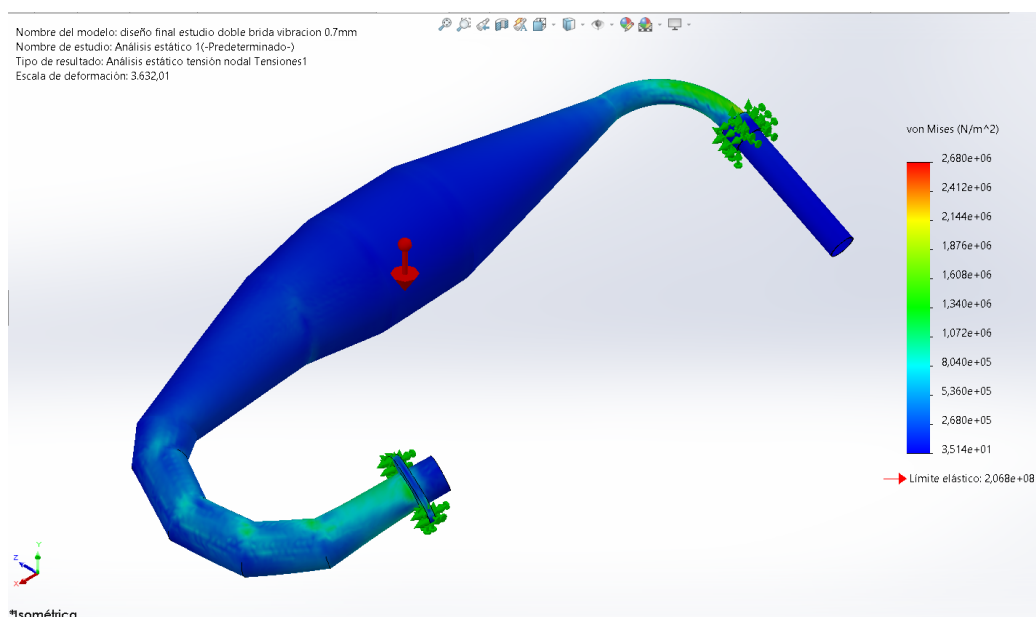 Nombre del modelo: diseño final estudio doble brida vibracion 0.7mm
Nombre de estudio: Análisis estático 1(-Predeterminado-)
Tipo de resultado: Análisis estático tensión nodal Tensiones1
Escala de deformación: 3.632,01
von Mises (N/m^2)
2,680e+06
2,412e+06
2,144e+06
1,876e+06
1,608e+06
1,340e+06
1,072e+06
8,040e+05
5,360e+05
2,680e+05
3,514e+01
Límite elástico: 2,068e+08
Y
Z
X
*Isométrica